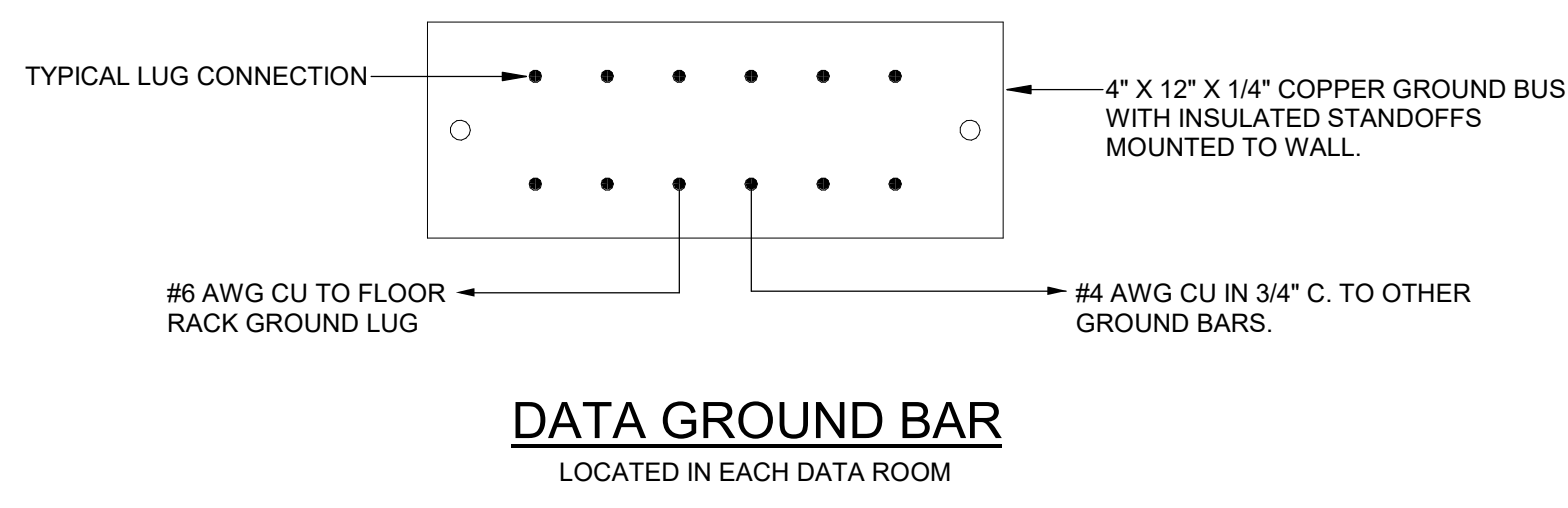 TYPICAL LUG CONNECTION
4" X 12" X 1/4" COPPER GROUND BUS
WITH INSULATED STANDOFFS
MOUNTED TO WALL.
#6 AWG CU TO FLOOR
RACK GROUND LUG
#4 AWG CU IN 3/4" C. TO OTHER
GROUND BARS.
DATA GROUND BAR
LOCATED IN EACH DATA ROOM